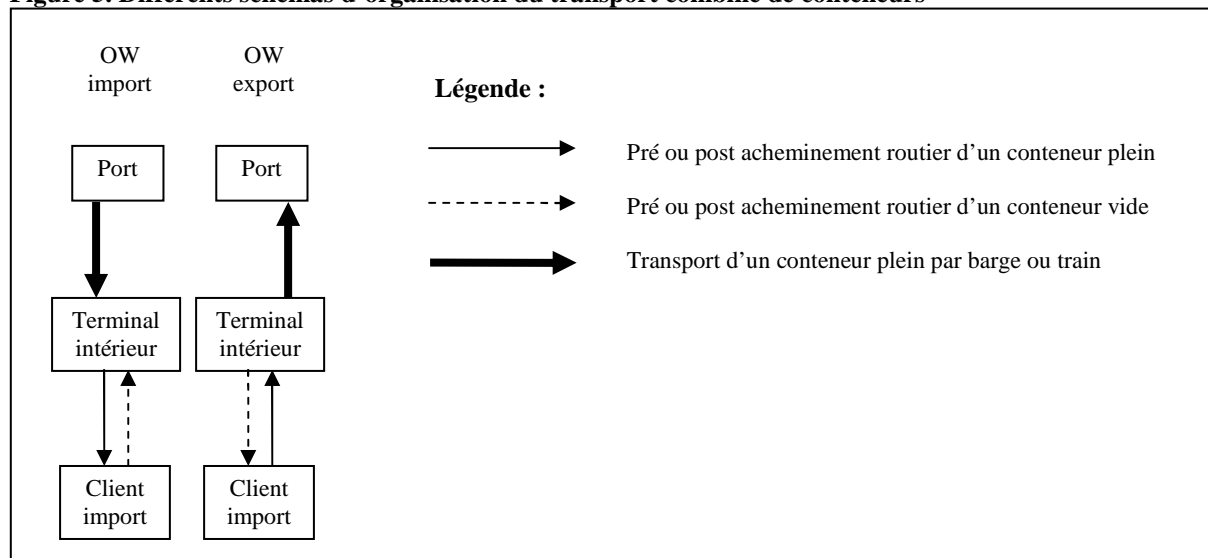 Figure 3. Différents schémas d'organisation du transport combiné de conteneurs
OW
import
OW
export
Légende :
Port
Port
Pré ou post acheminement routier d'un conteneur plein
Pré ou post acheminement routier d'un conteneur vide
Transport d'un conteneur plein par barge ou train
Terminal
intérieur
Terminal
intérieur
Client
import
Client
import